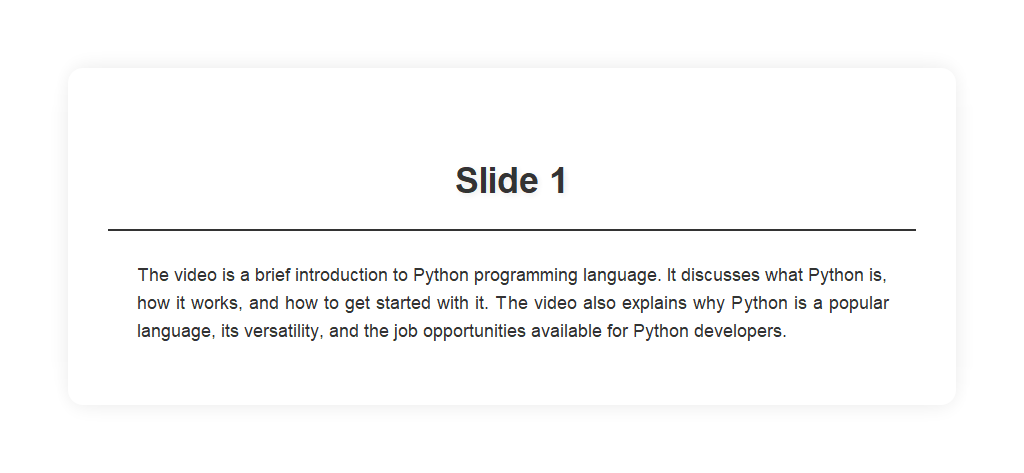 Slide 1
The video is a brief introduction to Python programming language. It discusses what Python is,
how it works, and how to get started with it. The video also explains why Python is a popular
language, its versatility, and the job opportunities available for Python developers.